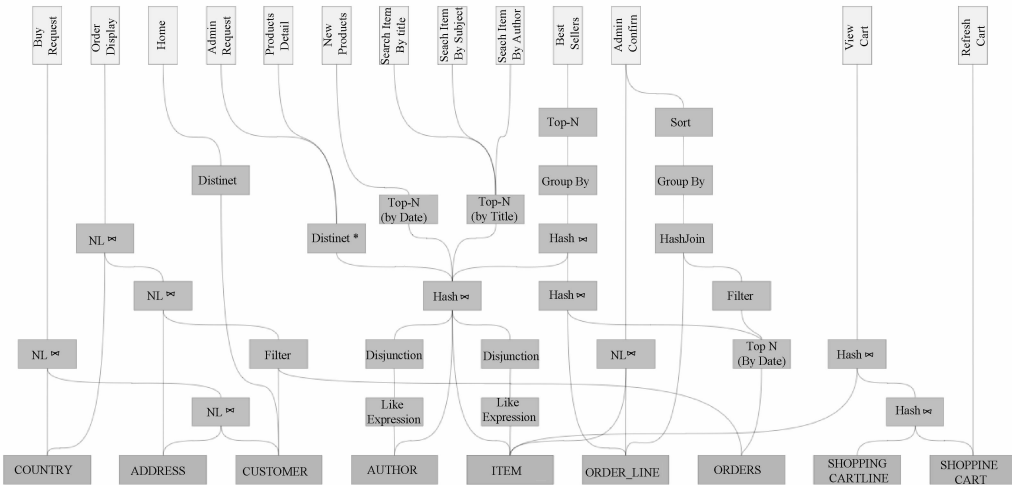 Buy
Request
Order
Display
Home
Admin
Request
Products
Detail
New
Products
Search Item
By title
Seach Item
By Subject
Seach Item
By Author
Best
Sellers
Admin
Confirm
View
Cart
Refresh
Cart
Top-N
Sort
Distinet
Group By
Group By
Top-N
(by Date)
Top-N
(by Title)
NL ⋈
Distinet *
Hash ⋈
HashJoin
NL ⋈
Hash ⋈
Hash ⋈
Filter
NL ⋈
Filter
Disjunction
Disjunction
NL⋈
Top N
(By Date)
Hash ⋈
NL ⋈
Like
Expression
Like
Expression
Hash ⋈
COUNTRY
ADDRESS
CUSTOMER
AUTHOR
ITEM
ORDER_LINE
ORDERS
SHOPPING
CARTLINE
SHOPPINE
CART